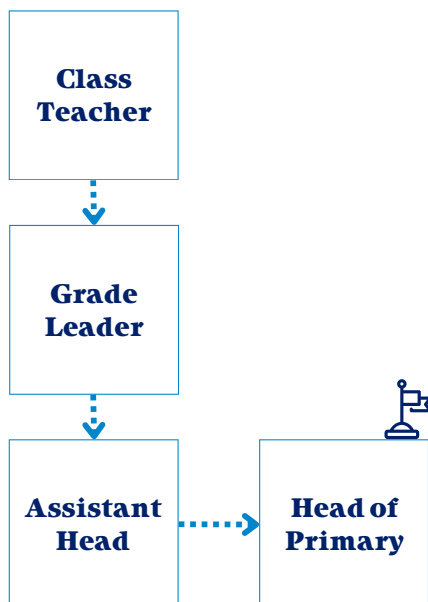 Class
Teacher
Grade
Leader
Assistant
Head
Head of
Primary